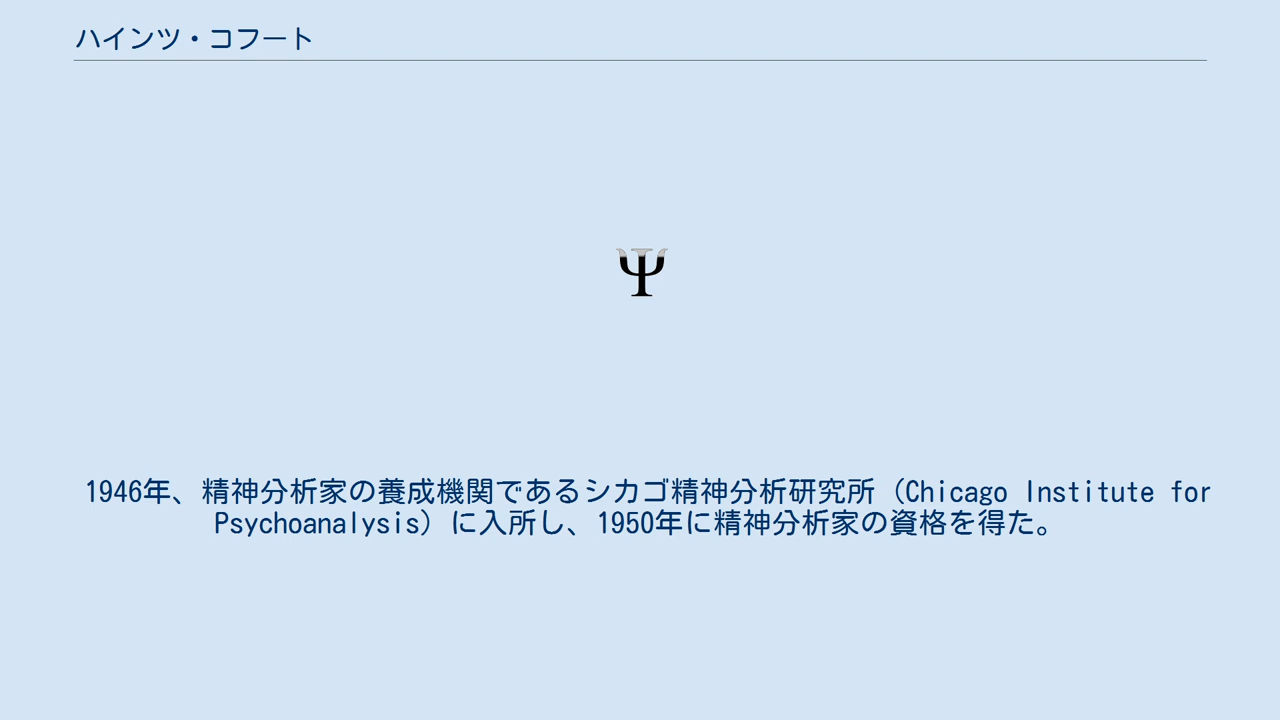 ハインツ・コフート
Ψ
1946年、精神分析家の養成機関であるシカゴ精神分析研究所（Chicago Institute for
Psychoanalysis）に入所し、1950年に精神分析家の資格を得た。